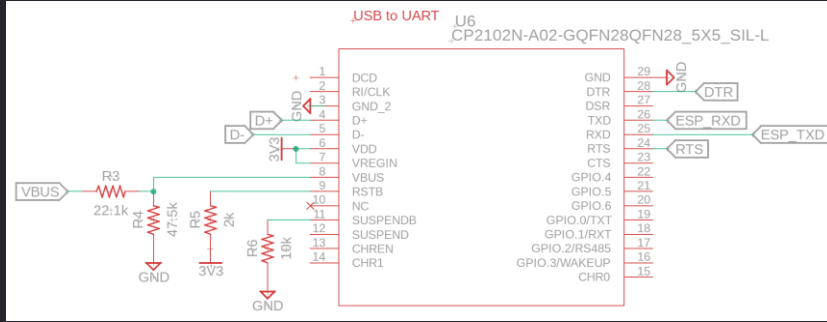 USB to UART
U6
CP2102N-A02-GQFN28QFN28_5X5_SIL-L
1 DCD
2 RI/CLK
3 GND_2
4 D+
5 D-
6 VDD
7 VREGIN
8 VBUS
9 RSTB
10 NC
11 SUSPENDB
12 SUSPEND
13 CHREN
14 CHR1
GND 29
DTR 28
DSR 27
TXD 26
RXD 25
RTS 24
CTS 23
GPIO.4 22
GPIO.5 21
GPIO.6 20
GPIO.0/TXT 19
GPIO.1/RXT 18
GPIO.2/RS485 17
GPIO.3/WAKEUP 16
CHR0 15
GND
D+
D-
3V3
VBUS
R3
22.1k
R4
47.5k
GND
R5
2k
3V3
R6
10k
GND
GND
DTR
ESP_RXD
ESP_TXD
RTS